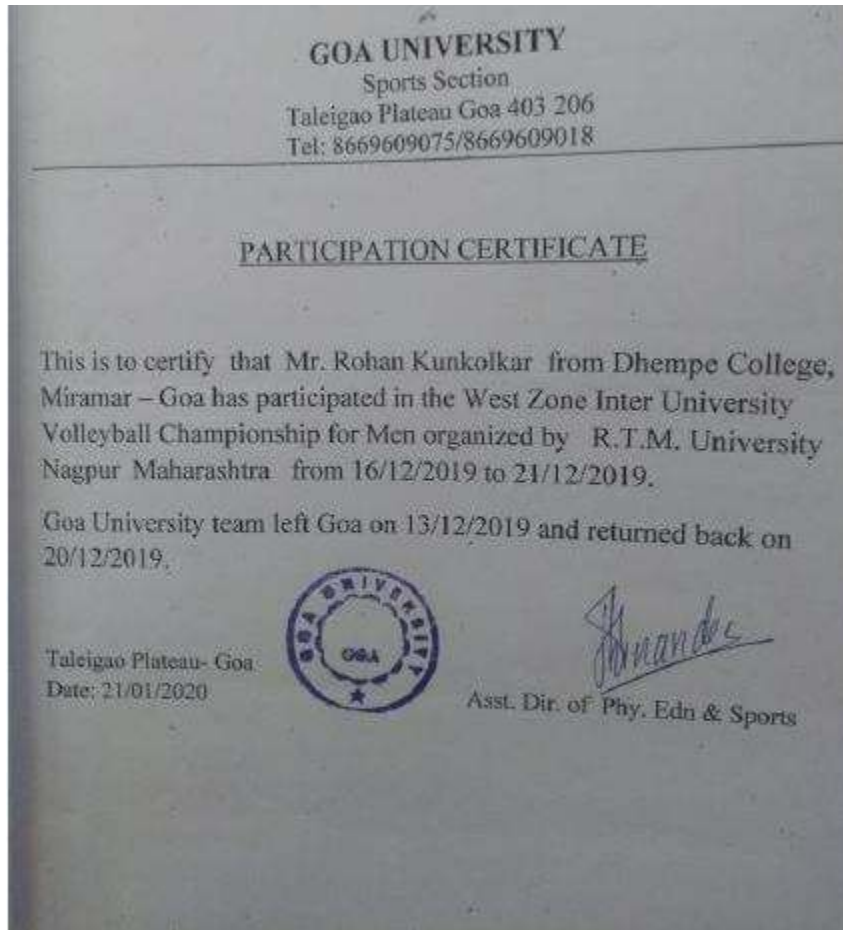 GOA UNIVERSITY
Sports Section
Taleigao Plateau Goa 403 206
Tel: 8669609075/8669609018
PARTICIPATION CERTIFICATE
This is to certify that Mr. Rohan Kunkolkar from Dhempe College,
Miramar – Goa has participated in the West Zone Inter University
Volleyball Championship for Men organized by R.T.M. University
Nagpur Maharashtra from 16/12/2019 to 21/12/2019.
Goa University team left Goa on 13/12/2019 and returned back on
20/12/2019.
GOA UNIVERSITY
GOA
Taleigao Plateau- Goa
Date: 21/01/2020
Asst. Dir. of Phy. Edn & Sports